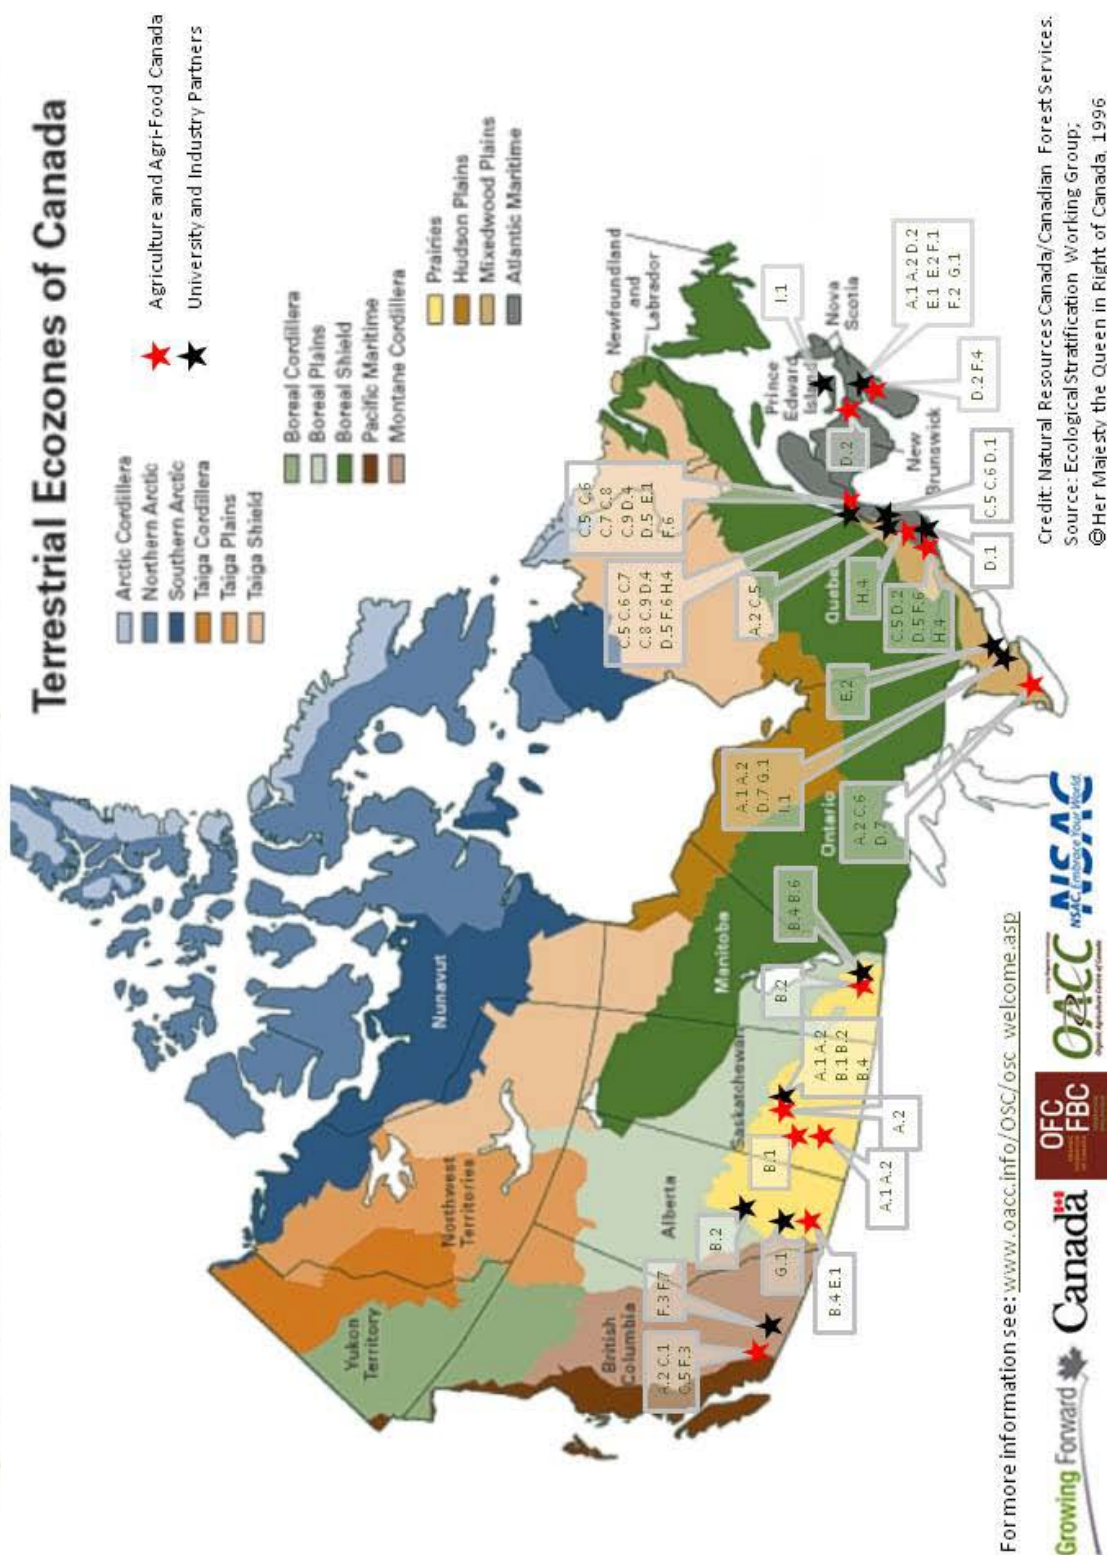 Terrestrial Ecozones of Canada
Agriculture and Agri-Food Canada
University and Industry Partners
Arctic Cordillera
Northern Arctic
Southern Arctic
Taiga Cordillera
Taiga Plains
Taiga Shield
Boreal Cordillera
Boreal Plains
Boreal Shield
Pacific Maritime
Montane Cordillera
Prairies
Hudson Plains
Mixedwood Plains
Atlantic Maritime
Yukon
Territory
Northwest
Territories
Nunavut
British
Columbia
Alberta
Saskatchewan
Manitoba
Ontario
Quebec
Newfoundland
and
Labrador
Prince
Edward
Island
Nova
Scotia
New
Brunswick
A.2 C.1
C.5 F.3
F.3 F.7
B.2
G.1
B.4 E.1
B.1
A.1 A.2
A.2
A.1 A.2
B.1 B.2
B.4
B.2
B.4 B.6
A.2 C.6
D.7
A.1 A.2
D.7 G.1
I.1
E.2
C.5 C.6 C.7
C.8 C.9 D.4
D.5 F.6 H.4
C.5 C.6
C.7 C.8
C.9 D.4
D.5 E.1
F.6
A.2 C.5
H.4
C.5 D.2
D.5 F.6
H.4
D.1
C.5 C.6 D.1
D.2
D.2 F.4
I.1
A.1 A.2 D.2
E.1 E.2 F.1
F.2 G.1
For more information see: www.oacc.info/OSC/osc_welcome.asp
Credit: Natural Resources Canada/Canadian Forest Services.
Source: Ecological Stratification Working Group;
©Her Majesty the Queen in Right of Canada, 1996
Growing Forward
Canada
OFC
FBC
OACC
Organic Agriculture Centre of Canada
NSAC
NSAC. Embrace Your World.